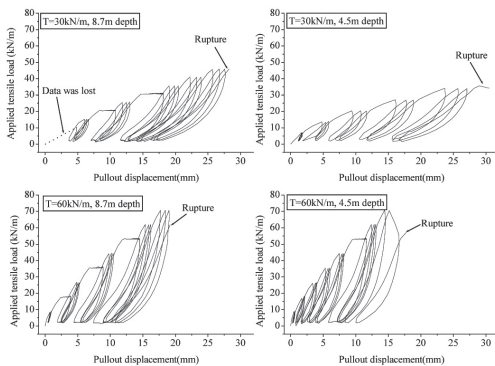 T=30kN/m, 8.7m depth
Applied tensile load (kN/m)
80
70
60
50
40
30
20
10
0
Data was lost
Rupture
0 5 10 15 20 25 30
Pullout displacement(mm)
T=30kN/m, 4.5m depth
Applied tensile load (kN/m)
80
70
60
50
40
30
20
10
0
Rupture
0 5 10 15 20 25 30
Pullout displacement(mm)
T=60kN/m, 8.7m depth
Applied tensile load (kN/m)
80
70
60
50
40
30
20
10
0
Rupture
0 5 10 15 20 25 30
Pullout displacement(mm)
T=60kN/m, 4.5m depth
Applied tensile load (kN/m)
80
70
60
50
40
30
20
10
0
Rupture
0 5 10 15 20 25 30
Pullout displacement(mm)